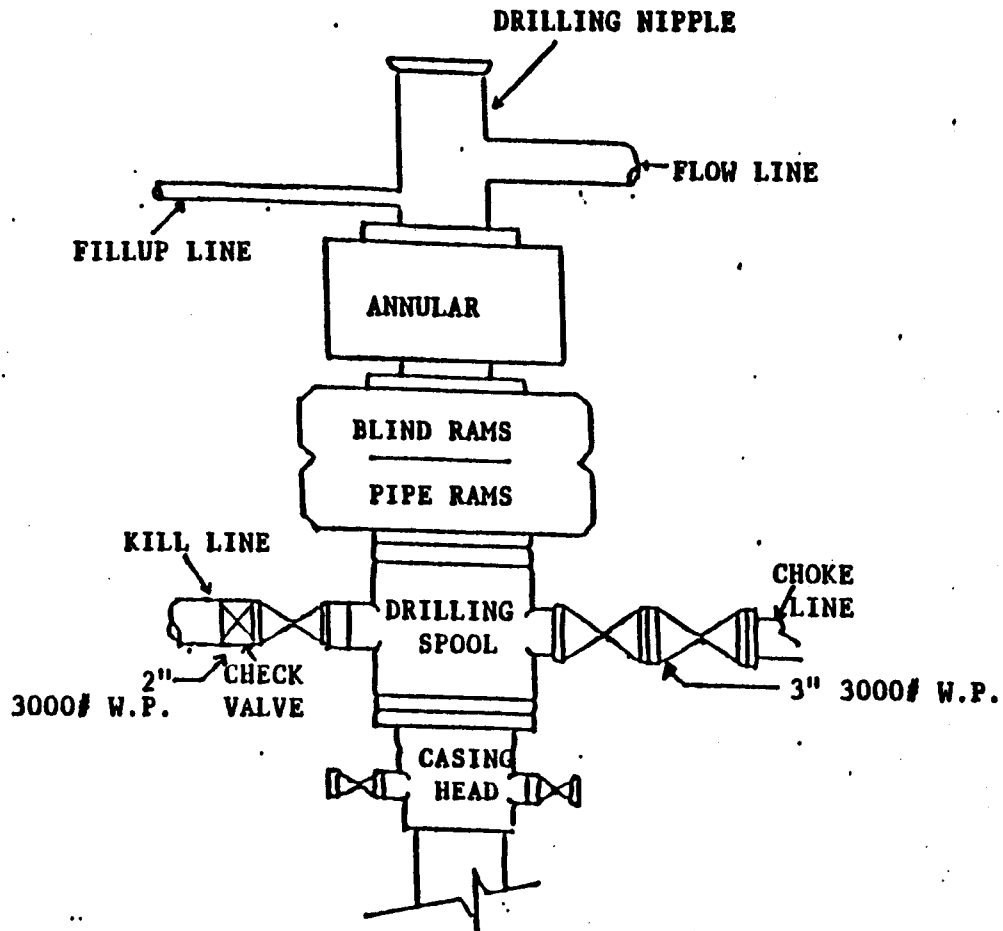 DRILLING NIPPLE
FLOW LINE
FILLUP LINE
ANNULAR
BLIND RAMS
PIPE RAMS
KILL LINE
CHOKE
LINE
DRILLING
SPOOL
2"
3000# W.P.
CHECK
VALVE
3" 3000# W.P.
CASING
HEAD